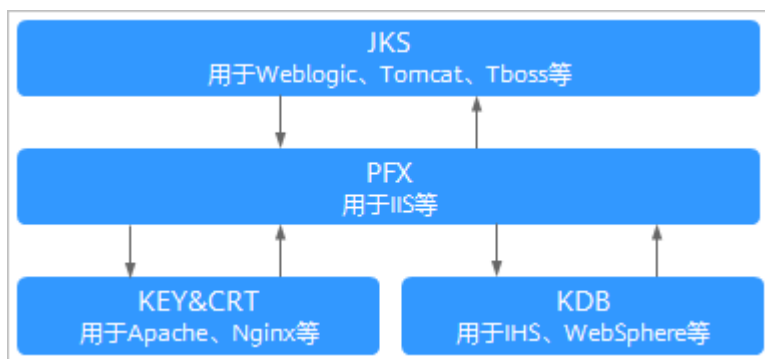 JKS
用于Weblogic、Tomcat、Tboss等
PFX
用于IIS等
KEY&CRT
用于Apache、Nginx等
KDB
用于IHS、WebSphere等